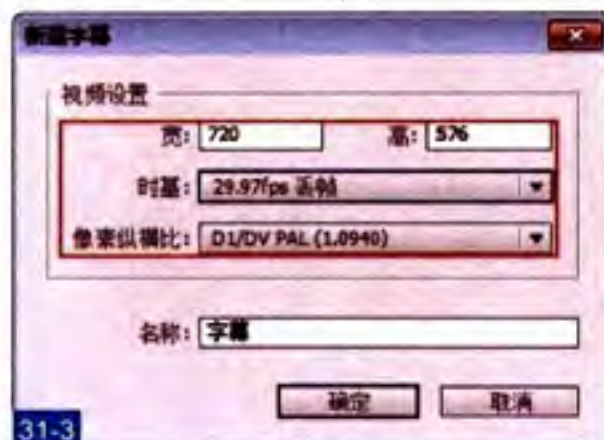 新建字幕
视频设置
宽: 720 高: 576
时基: 29.97fps 丢帧
像素纵横比: D1/DV PAL (1.0940)
名称: 字幕
确定 取消
31-3